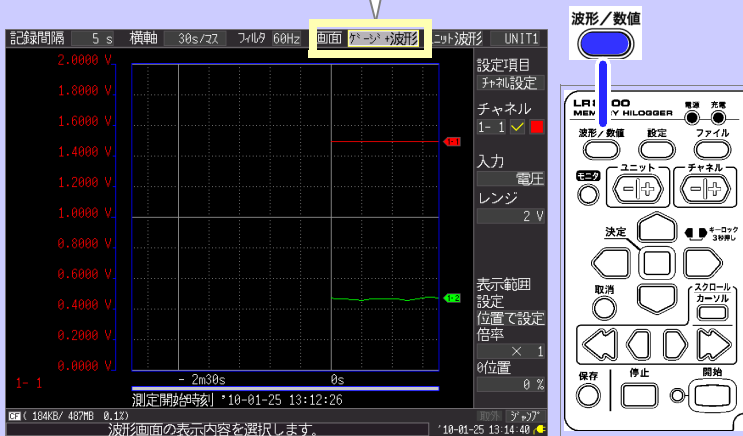 波形／数値
記録間隔 5 s 横軸 30s/マス フィルタ 60Hz 画面 ゲージ+波形 ユニット波形 UNIT1
2.0000 V
1.8000 V
1.6000 V
1.4000 V
1.2000 V
1.0000 V
0.8000 V
0.6000 V
0.4000 V
0.2000 V
0.0000 V
1- 1
1-1
1-2
- 2m30s 0s
測定開始時刻 '10-01-25 13:12:26
設定項目
チャネル設定
チャネル
1- 1
入力
電圧
レンジ
2 V
表示範囲
設定
位置で設定
倍率
× 1
0位置
0 %
CF( 184KB/ 487MB 0.1%) 取外 ジャンプ
波形画面の表示内容を選択します。 '10-01-25 13:14:40
MEMORY HILOGGER
電源 充電
波形／数値 設定 ファイル
モニタ ユニット チャネル
決定 キーロック
3秒押し
取消 スクロール
カーソル
保存 停止 開始